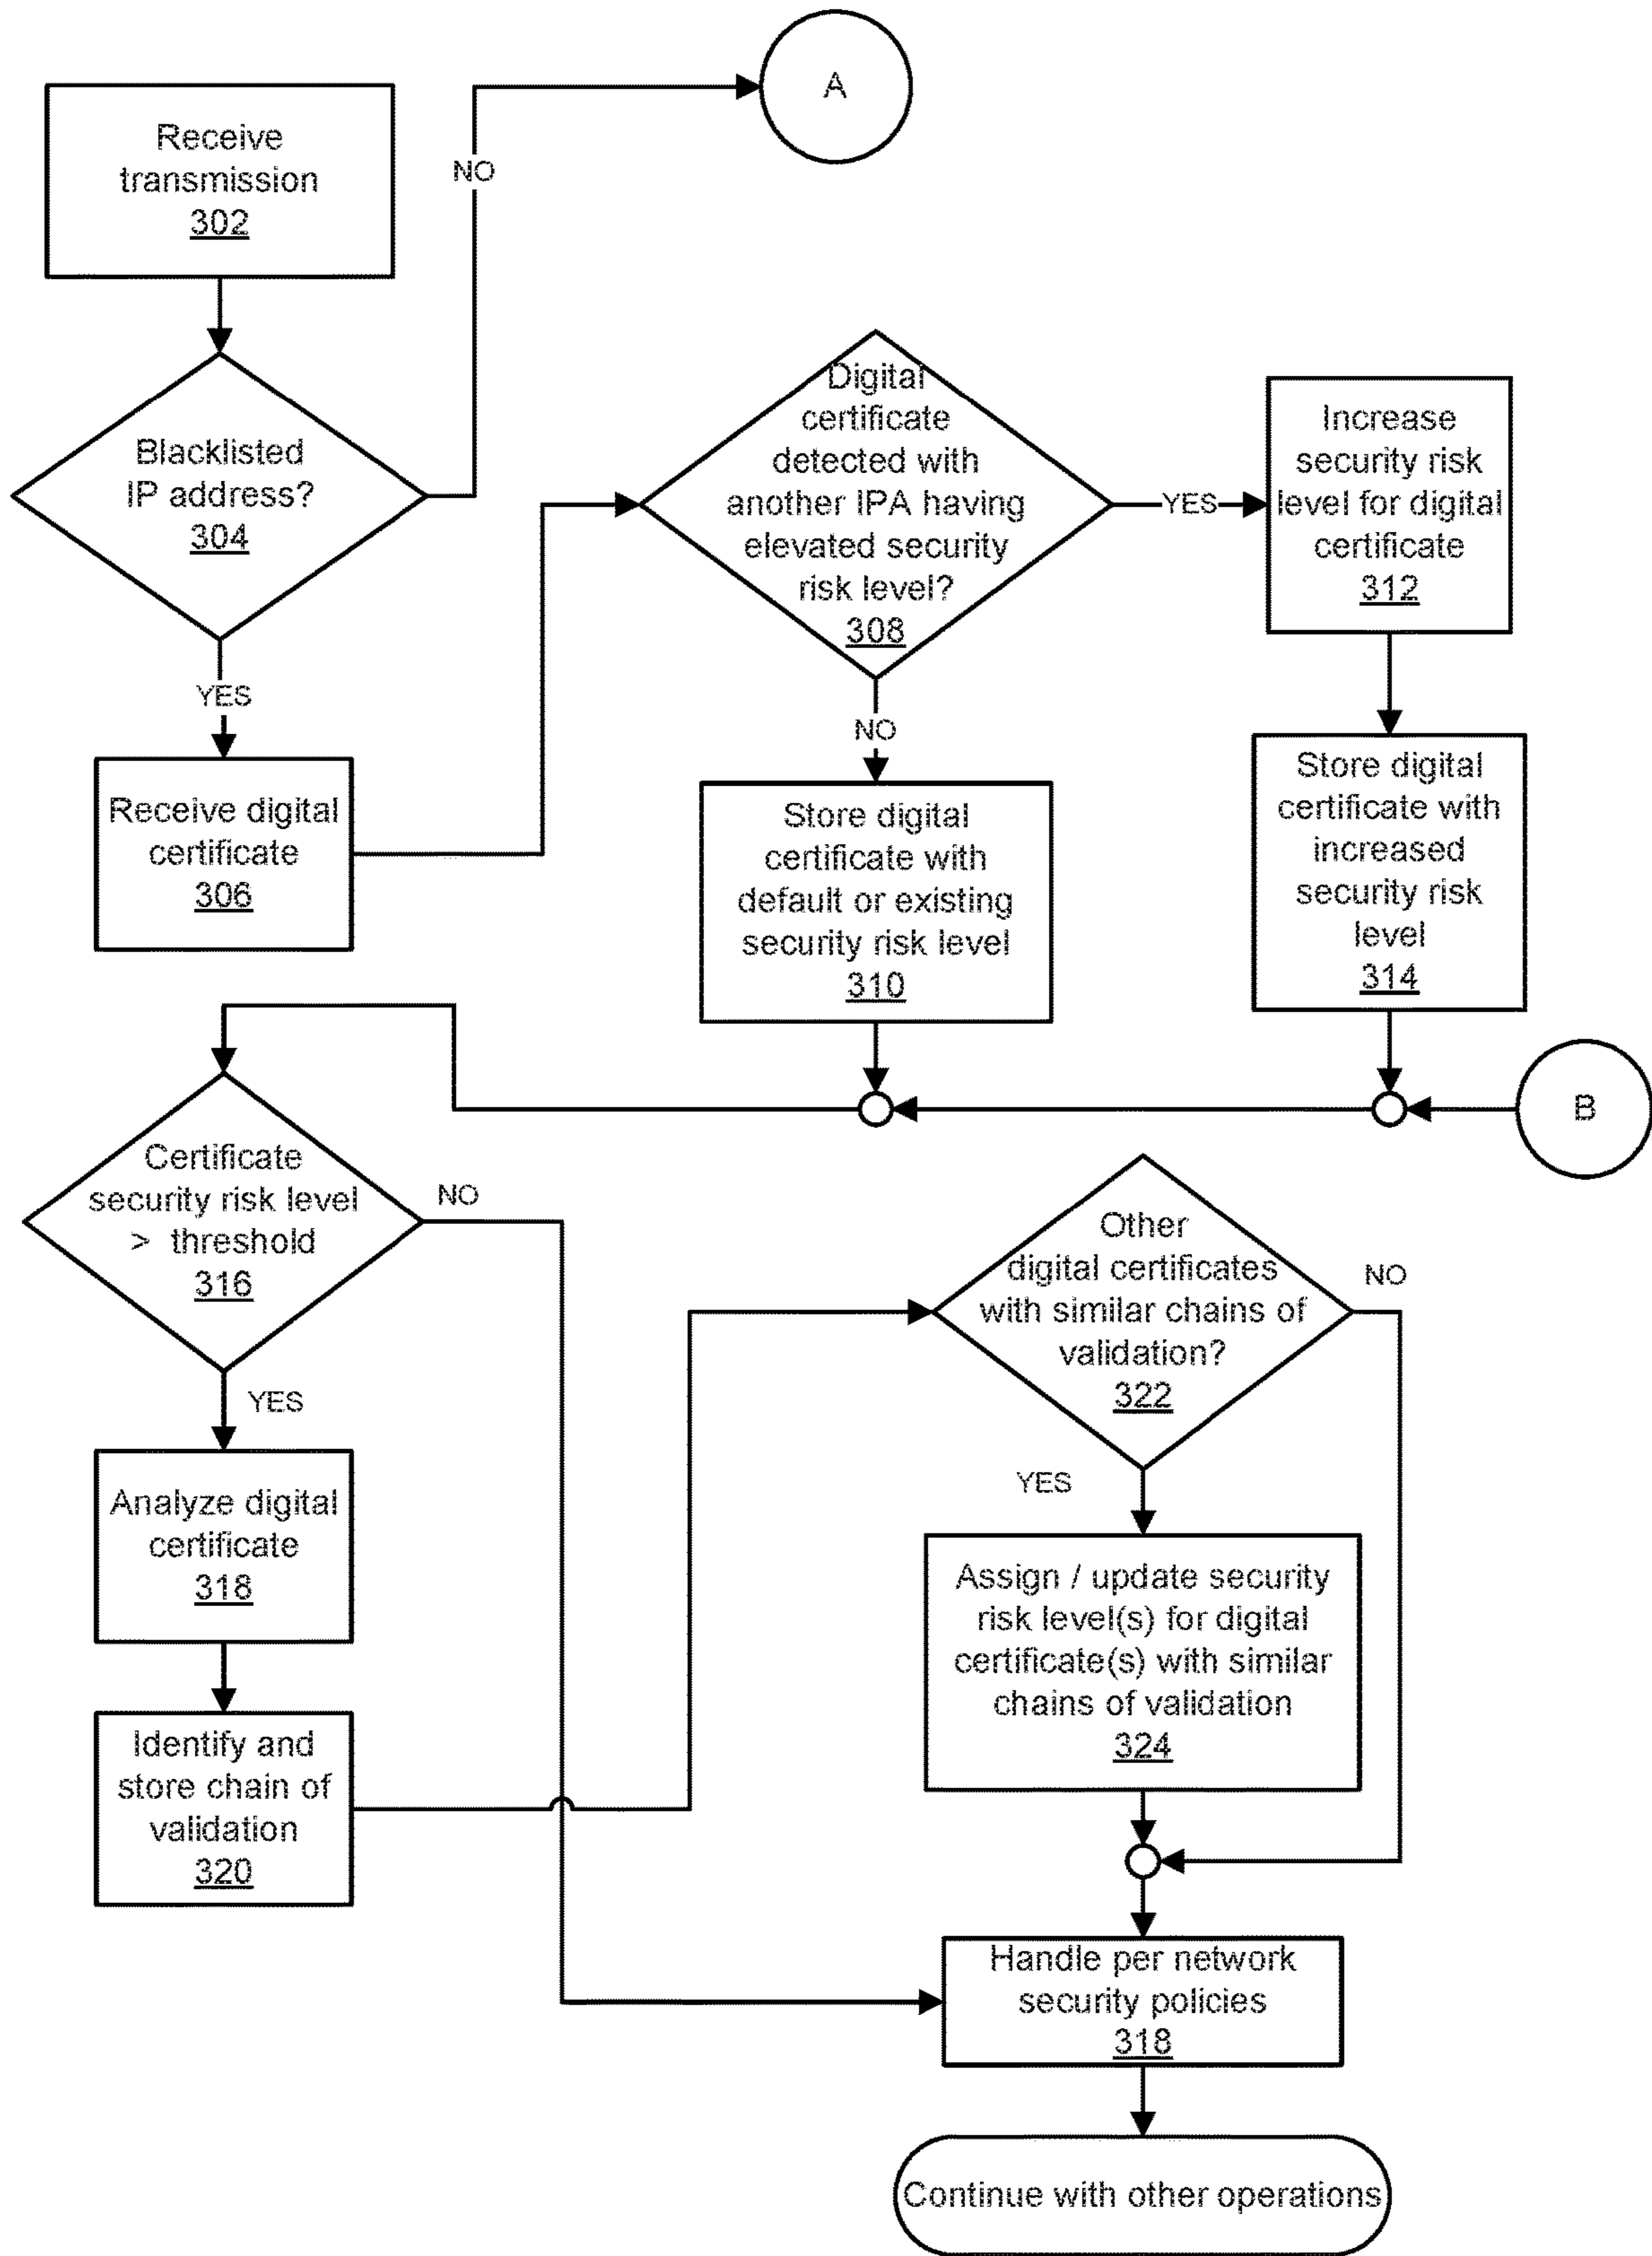 A
Receive
transmission
302
NO
Blacklisted
IP address?
304
YES
Receive digital
certificate
306
Digital
certificate
detected with
another IPA having
elevated security
risk level?
308
YES
Increase
security risk
level for digital
certificate
312
NO
Store digital
certificate with
default or existing
security risk level
310
Store digital
certificate with
increased
security risk
level
314
B
Certificate
security risk level
> threshold
316
NO
YES
Analyze digital
certificate
318
Identify and
store chain of
validation
320
Other
digital certificates
with similar chains of
validation?
322
NO
YES
Assign / update security
risk level(s) for digital
certificate(s) with similar
chains of validation
324
Handle per network
security policies
318
Continue with other operations